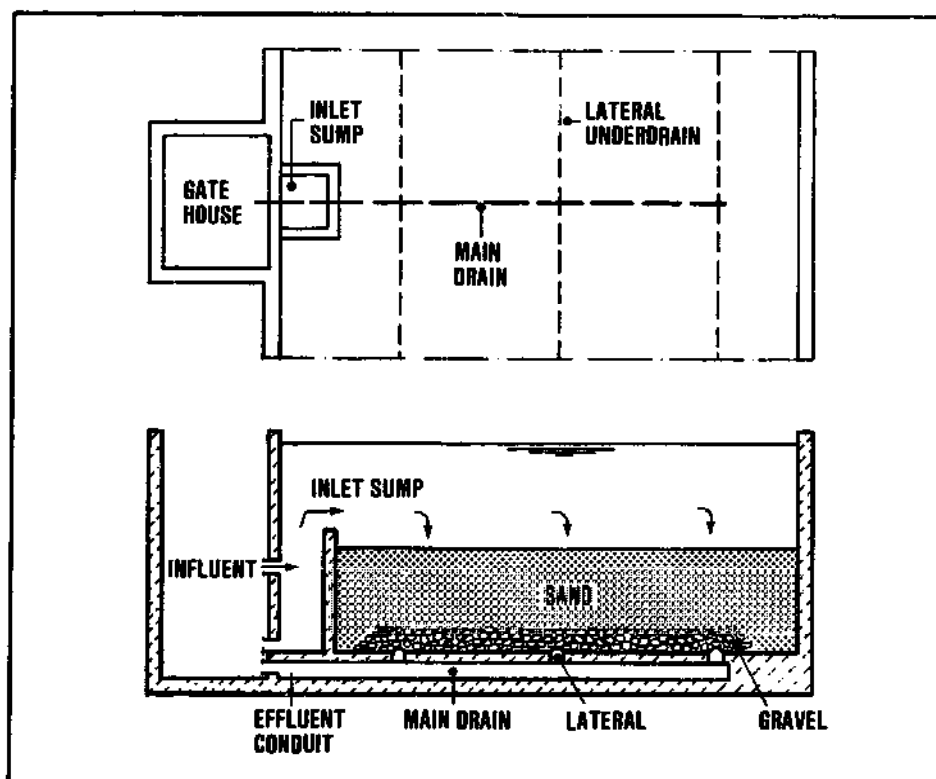 INLET
SUMP
LATERAL
UNDERDRAIN
GATE
HOUSE
MAIN
DRAIN
INLET SUMP
INFLUENT
SAND
EFFLUENT
CONDUIT
MAIN DRAIN
LATERAL
GRAVEL